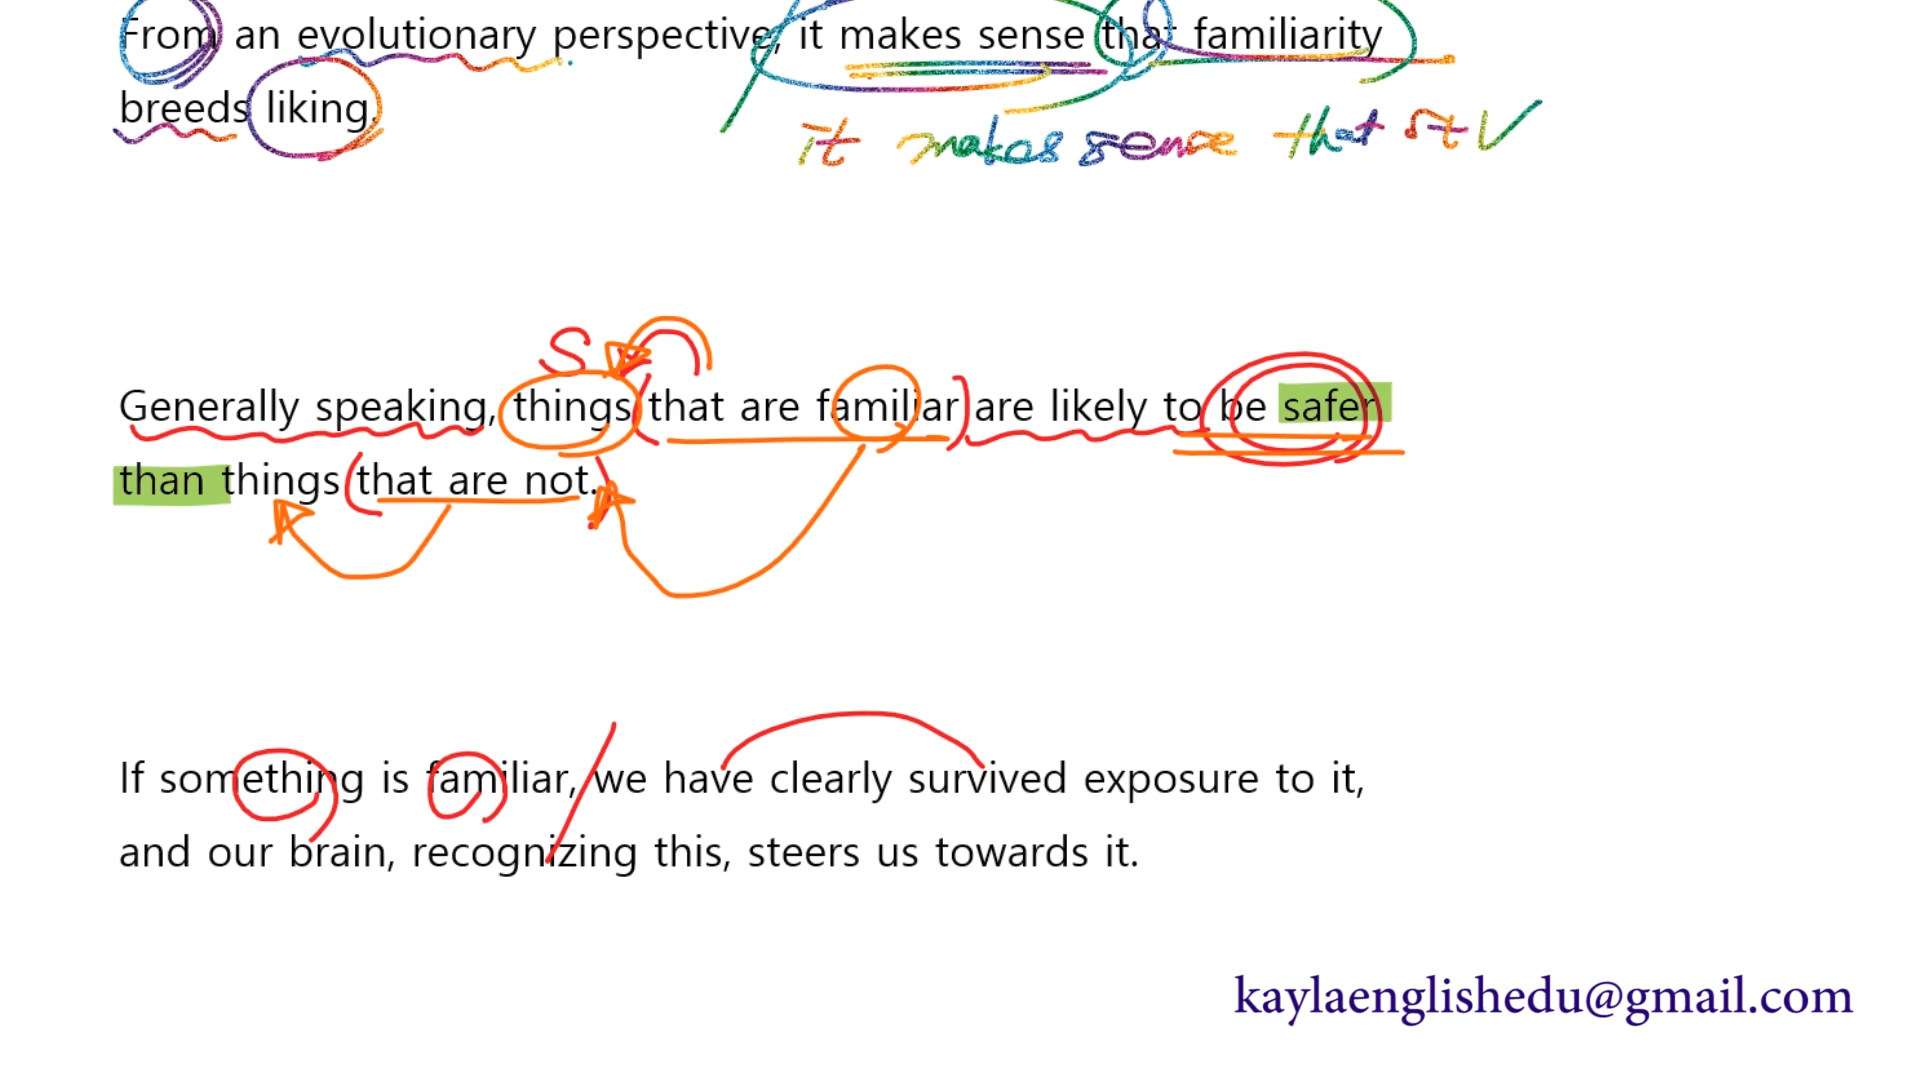 From an evolutionary perspective, it makes sense that familiarity
breeds liking.
it makes sense that s+V
S
Generally speaking, things that are familiar are likely to be safer
than things that are not.
If something is familiar, we have clearly survived exposure to it,
and our brain, recognizing this, steers us towards it.
kaylaenglishedu@gmail.com